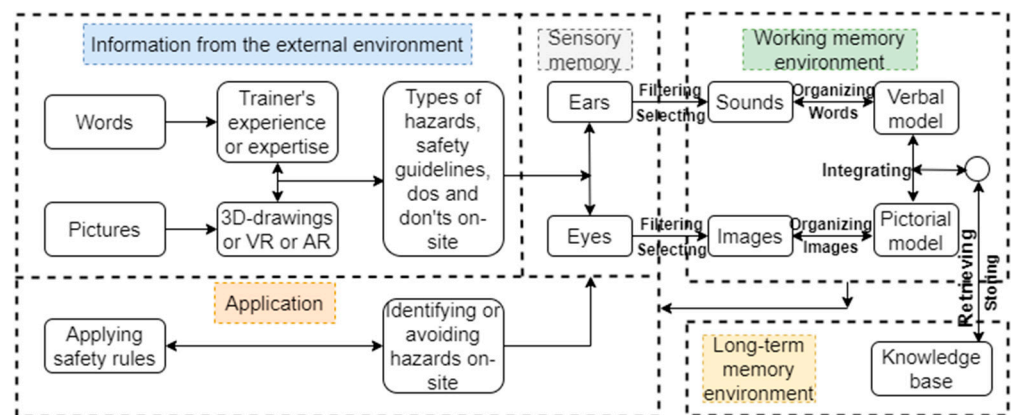 Information from the external environment
Sensory
memory
Working memory
environment
Words
Trainer's
experience
or expertise
Types of
hazards,
safety
guidelines,
dos and
don'ts on-
site
Ears
Filtering
Selecting
Sounds
Organizing
Words
Verbal
model
Integrating
Pictures
3D-drawings
or VR or AR
Eyes
Filtering
Selecting
Images
Organizing
Images
Pictorial
model
Retrieving
Storing
Application
Applying
safety rules
Identifying or
avoiding
hazards on-
site
Long-term
memory
environment
Knowledge
base